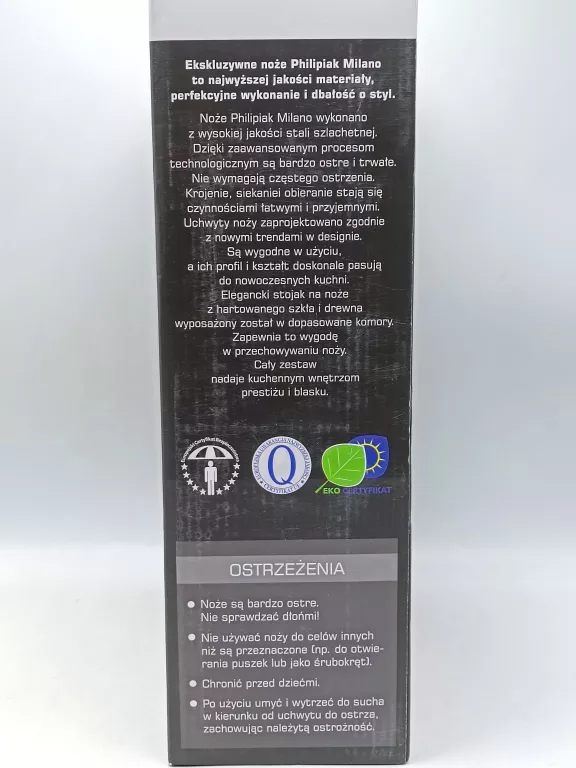 Ekskluzywne noże Philipiak Milano
to najwyższej jakości materiały,
perfekcyjne wykonanie i dbałość o styl.
Noże Philipiak Milano wykonano
z wysokiej jakości stali szlachetnej.
Dzięki zaawansowanym procesom
technologicznym są bardzo ostre i trwałe.
Nie wymagają częstego ostrzenia.
Krojenie, siekaniei obieranie stają się
czynnościami łatwymi i przyjemnymi.
Uchwyty noży zaprojektowano zgodnie
z nowymi trendami w designie.
Są wygodne w użyciu,
a ich profil i kształt doskonale pasują
do nowoczesnych kuchni.
Elegancki stojak na noże
z hartowanego szkła i drewna
wyposażony został w dopasowane komory.
Zapewnia to wygodę
w przechowywaniu noży.
Cały zestaw
nadaje kuchennym wnętrzom
prestiżu i blasku.
Q
EKO CERTYFIKAT
OSTRZEŻENIA
Noże są bardzo ostre.
Nie sprawdzać dłońmi!
Nie używać noży do celów innych
niż są przeznaczone (np. do otwie-
rania puszek lub jako śrubokręt).
Chronić przed dziećmi.
Po użyciu umyć i wytrzeć do sucha
w kierunku od uchwytu do ostrza,
zachowując należytą ostrożność.